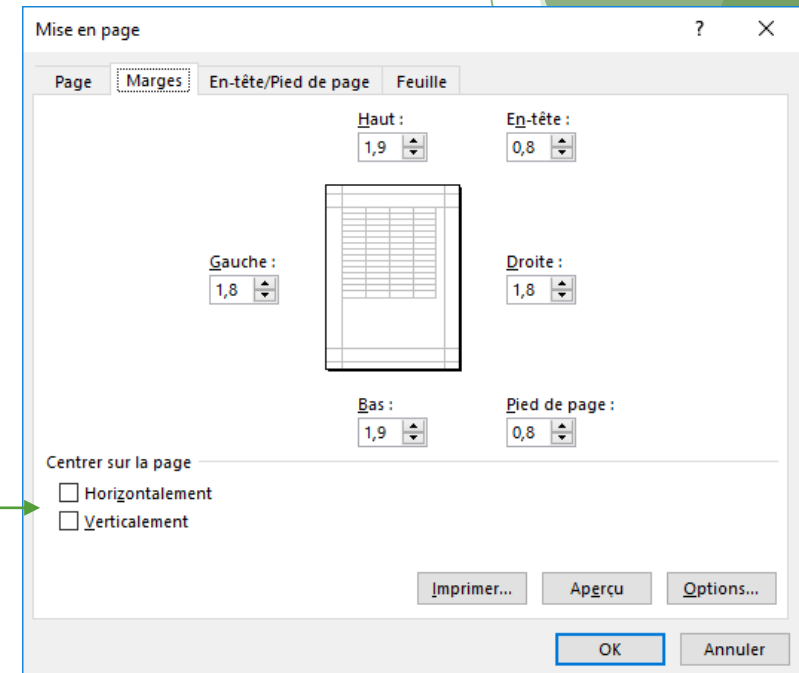 Mise en page ?
Page Marges En-tête/Pied de page Feuille
Haut : En-tête :
1,9 0,8
Gauche : Droite :
1,8 1,8
Bas : Pied de page :
1,9 0,8
Centrer sur la page
Horizontalement
Verticalement
Imprimer... Aperçu Options...
OK Annuler